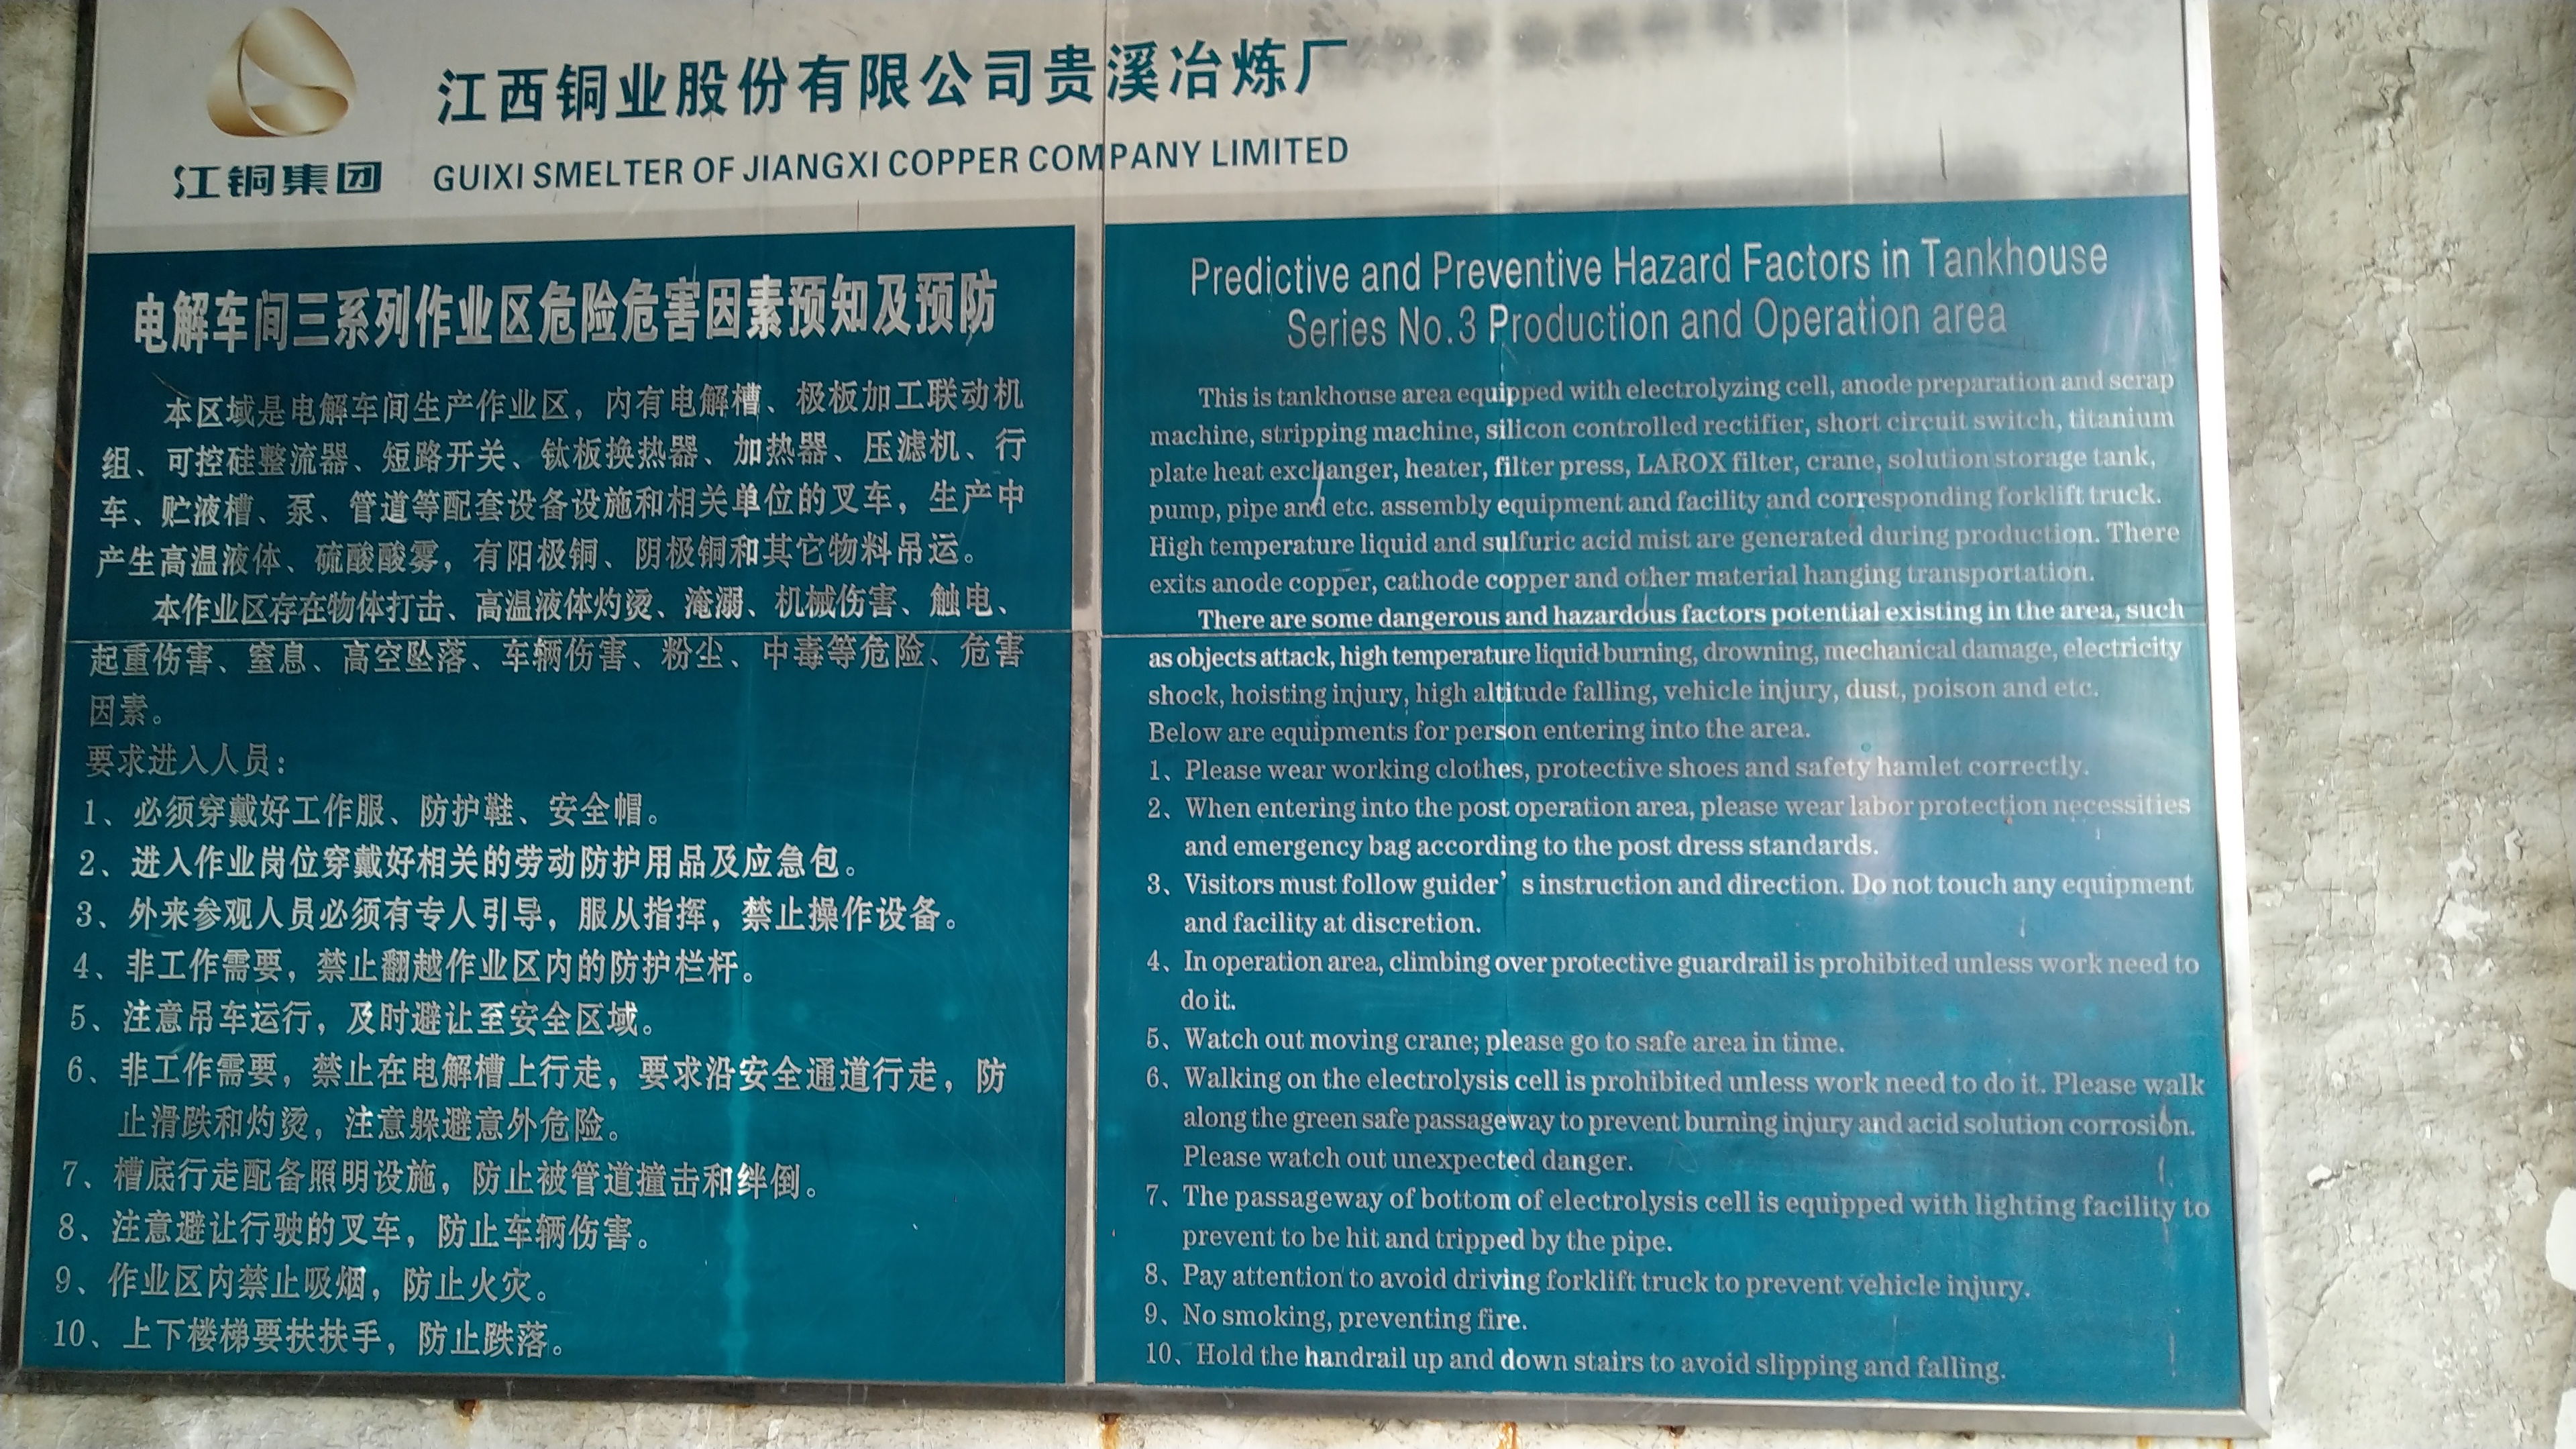 江西铜业股份有限公司贵溪冶炼厂
江铜集团
GUIXI SMELTER OF JIANGXI COPPER COMPANY LIMITED
电解车间三系列作业区危险危害因素预知及预防
本区域是电解车间生产作业区，内有电解槽、极板加工联动机
组、可控硅整流器、短路开关、钛板换热器、加热器、压滤机、行
车、贮液槽、泵、管道等配套设备设施和相关单位的叉车，生产中
产生高温液体、硫酸酸雾，有阳极铜、阴极铜和其它物料吊运。
本作业区存在物体打击、高温液体灼烫、淹溺、机械伤害、触电、
起重伤害、窒息、高空坠落、车辆伤害、粉尘、中毒等危险、危害
因素。
要求进入人员：
1、必须穿戴好工作服、防护鞋、安全帽。
2、进入作业岗位穿戴好相关的劳动防护用品及应急包。
3、外来参观人员必须有专人引导，服从指挥，禁止操作设备。
4、非工作需要，禁止翻越作业区内的防护栏杆。
5、注意吊车运行，及时避让至安全区域。
6、非工作需要，禁止在电解槽上行走，要求沿安全通道行走，防
止滑跌和灼烫，注意躲避意外危险。
7、槽底行走配备照明设施，防止被管道撞击和绊倒。
8、注意避让行驶的叉车，防止车辆伤害。
9、作业区内禁止吸烟，防止火灾。
10、上下楼梯要扶扶手，防止跌落。
Predictive and Preventive Hazard Factors in Tankhouse
Series No.3 Production and Operation area
This is tankhouse area equipped with electrolyzing cell, anode preparation and scrap
machine, stripping machine, silicon controlled rectifier, short circuit switch, titanium
plate heat exchanger, heater, filter press, LAROX filter, crane, solution storage tank,
pump, pipe and etc. assembly equipment and facility and corresponding forklift truck.
High temperature liquid and sulfuric acid mist are generated during production. There
exits anode copper, cathode copper and other material hanging transportation.
There are some dangerous and hazardous factors potential existing in the area, such
as objects attack, high temperature liquid burning, drowning, mechanical damage, electricity
shock, hoisting injury, high altitude falling, vehicle injury, dust, poison and etc.
Below are equipments for person entering into the area.
1、Please wear working clothes, protective shoes and safety hamlet correctly.
2、When entering into the post operation area, please wear labor protection necessities
and emergency bag according to the post dress standards.
3、Visitors must follow guider’ s instruction and direction. Do not touch any equipment
and facility at discretion.
4、In operation area, climbing over protective guardrail is prohibited unless work need to
do it.
5、Watch out moving crane; please go to safe area in time.
6、Walking on the electrolysis cell is prohibited unless work need to do it. Please walk
along the green safe passageway to prevent burning injury and acid solution corrosion.
Please watch out unexpected danger.
7、The passageway of bottom of electrolysis cell is equipped with lighting facility to
prevent to be hit and tripped by the pipe.
8、Pay attention to avoid driving forklift truck to prevent vehicle injury.
9、No smoking, preventing fire.
10、Hold the handrail up and down stairs to avoid slipping and falling.